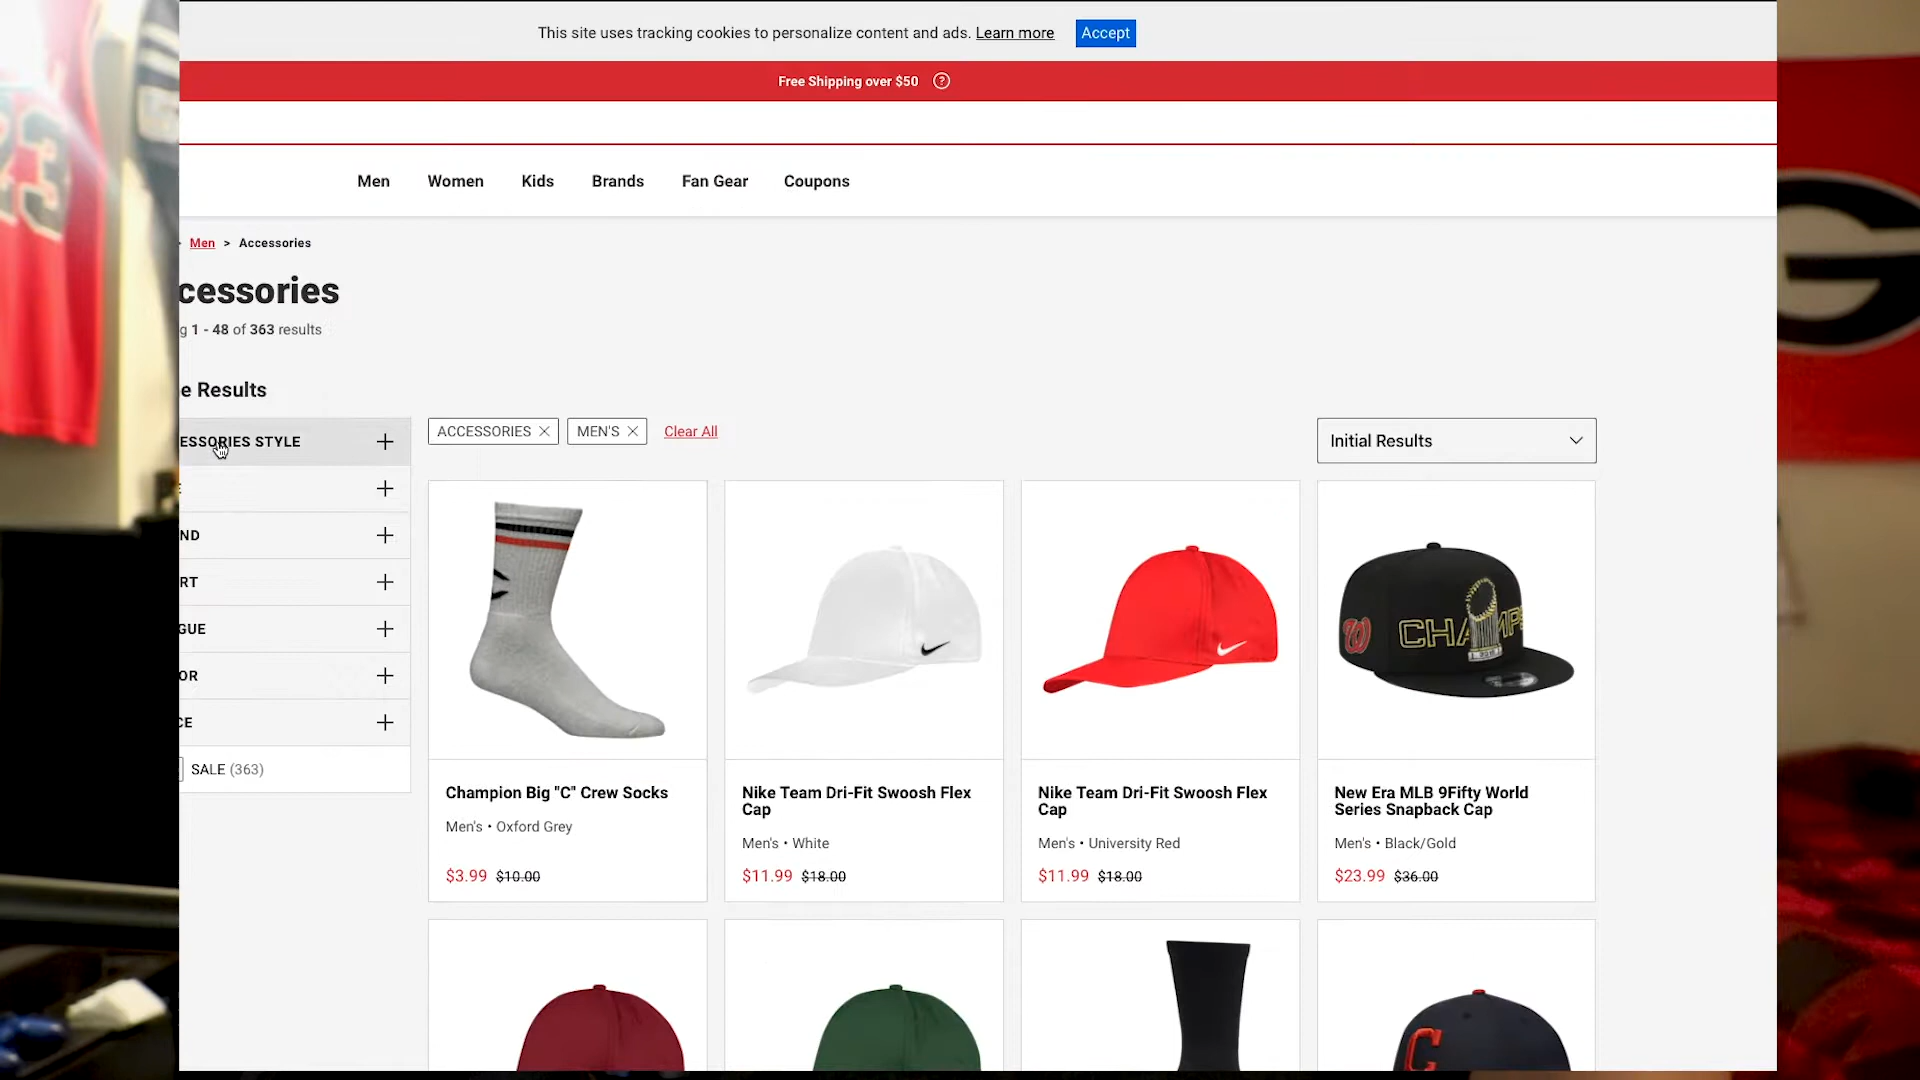 This site uses tracking cookies to personalize content and ads. Learn more Accept
Free Shipping over $50 ?
Men Women Kids Brands Fan Gear Coupons
Men > Accessories
cessories
g 1 - 48 of 363 results
e Results
ESSORIES STYLE
ND
RT
GUE
OR
CE
SALE (363)
ACCESSORIES MEN'S Clear All
Initial Results
Champion Big "C" Crew Socks
Men's • Oxford Grey
$3.99 $10.00
Nike Team Dri-Fit Swoosh Flex
Cap
Men's • White
$11.99 $18.00
Nike Team Dri-Fit Swoosh Flex
Cap
Men's • University Red
$11.99 $18.00
CHAMP
W
New Era MLB 9Fifty World
Series Snapback Cap
Men's • Black/Gold
$23.99 $36.00
C
23
G